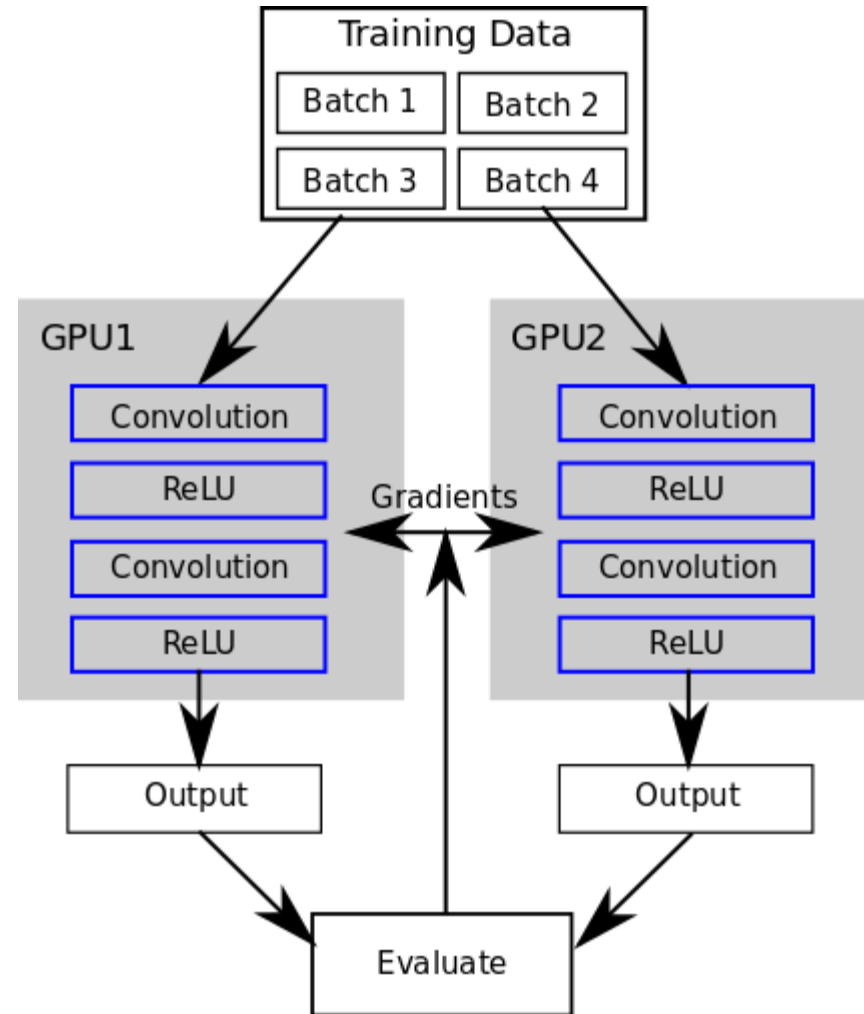 Training Data
Batch 1
Batch 2
Batch 3
Batch 4
GPU1
GPU2
Convolution
Convolution
ReLU
ReLU
Gradients
Convolution
Convolution
ReLU
ReLU
Output
Output
Evaluate